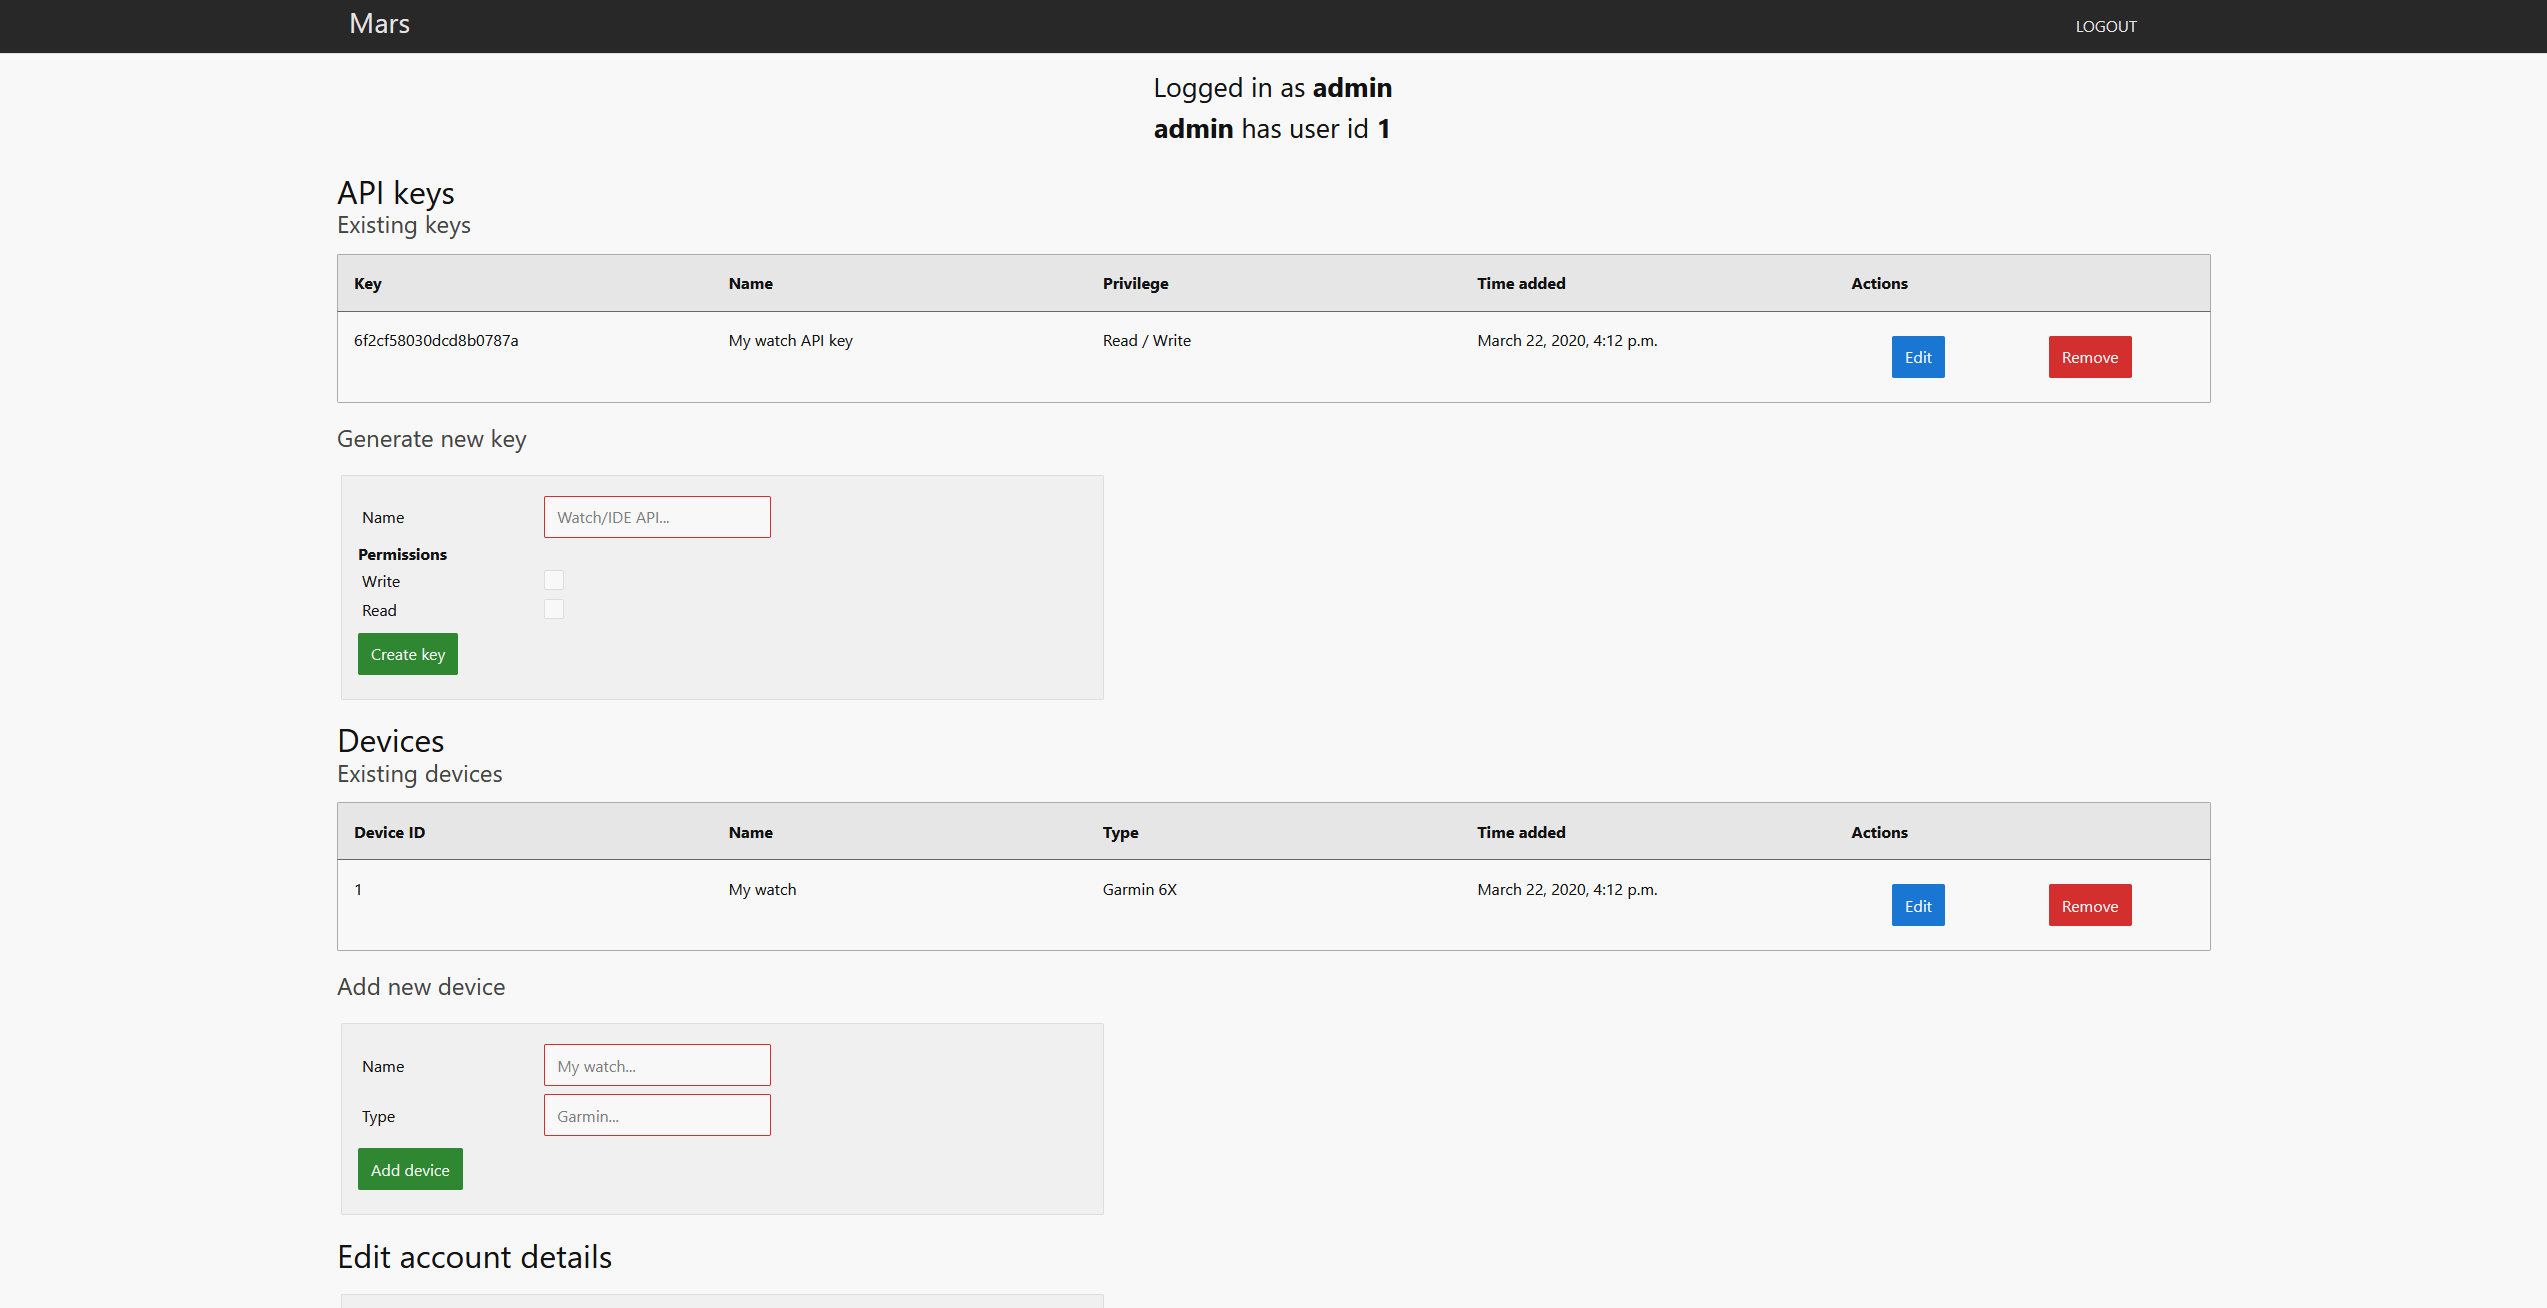 Mars LOGOUT
Logged in as admin
admin has user id 1
API keys
Existing keys
Key Name Privilege Time added Actions
6f2cf58030dcd8b0787a My watch API key Read / Write March 22, 2020, 4:12 p.m. Edit Remove
Generate new key
Name Watch/IDE API...
Permissions
Write
Read
Create key
Devices
Existing devices
Device ID Name Type Time added Actions
1 My watch Garmin 6X March 22, 2020, 4:12 p.m. Edit Remove
Add new device
Name My watch...
Type Garmin...
Add device
Edit account details